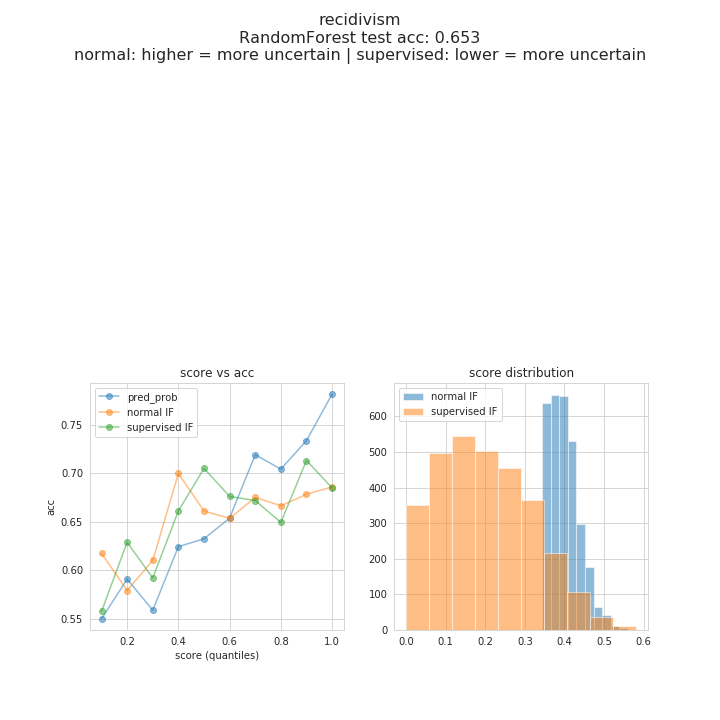 recidivism
RandomForest test acc: 0.653
normal: higher = more uncertain | supervised: lower = more uncertain
score vs acc
pred_prob
normal IF
supervised IF
acc
0.75
0.70
0.65
0.60
0.55
0.2
0.4
0.6
0.8
1.0
score (quantiles)
score distribution
normal IF
supervised IF
600
500
400
300
200
100
0
0.0
0.1
0.2
0.3
0.4
0.5
0.6